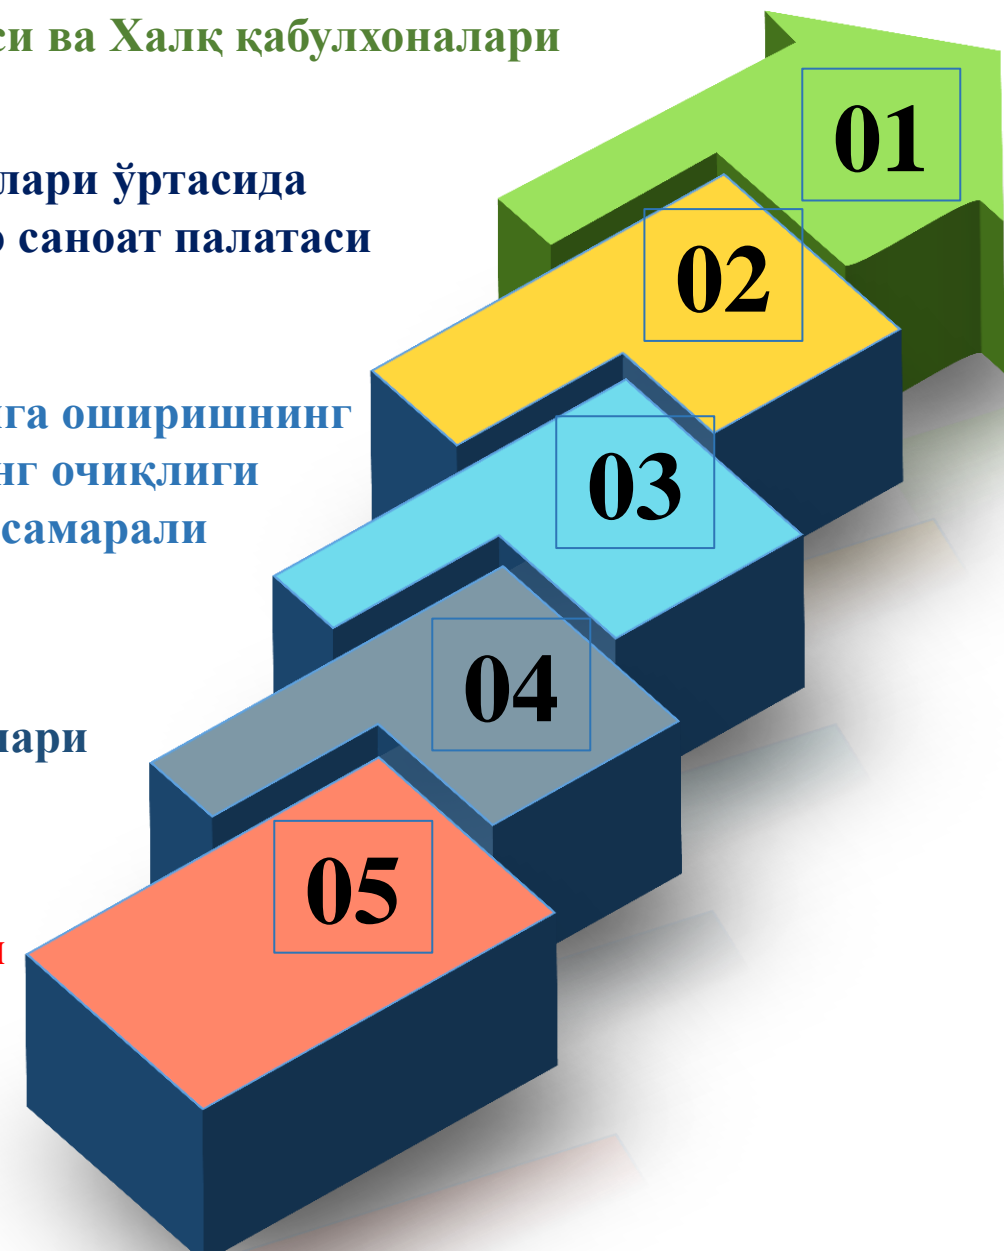 си ва Халқ қабулхоналари
01
лари ўртасида
саноат палатаси
02
га оширишнинг
нг очиқлиги
самарали
03
лари
04
05